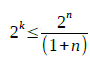 2^k ≤ 2^n / (1+n)